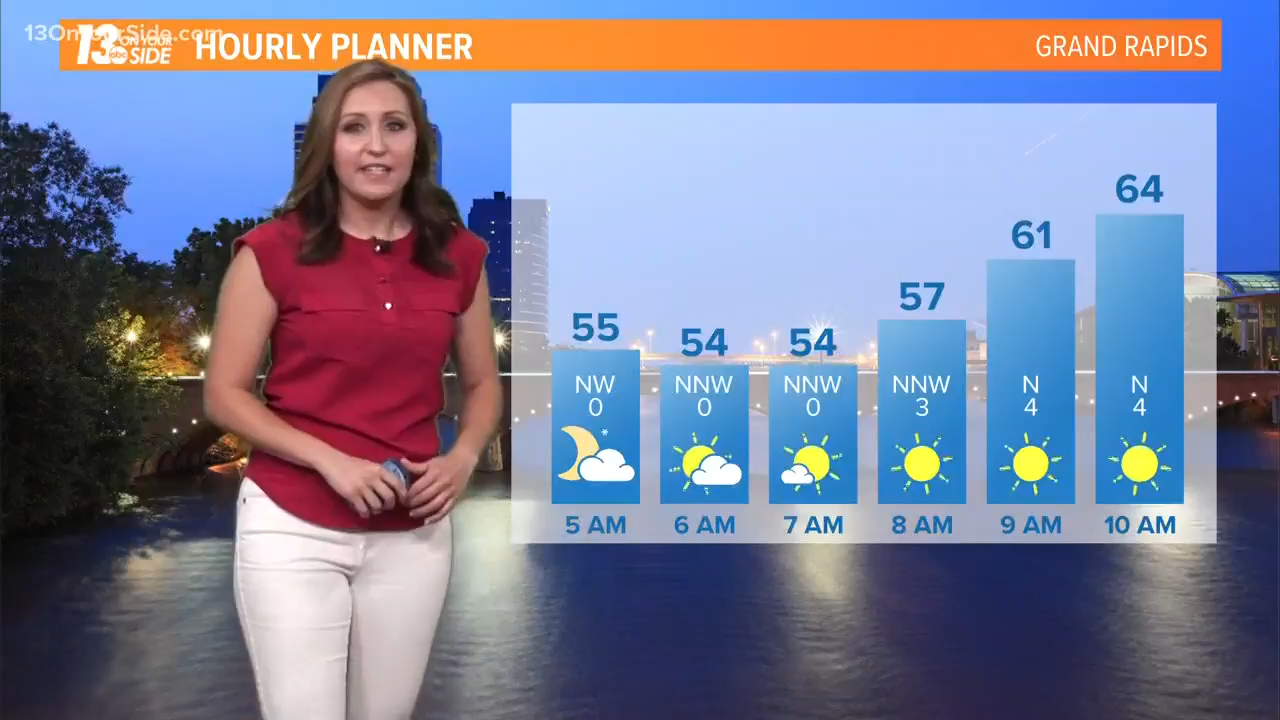 13OnYourSide.com
13 ON YOUR SIDE
abc
HOURLY PLANNER
GRAND RAPIDS
55 54 54 57 61 64
NW NNW NNW NNW N N
0 0 0 3 4 4
5 AM 6 AM 7 AM 8 AM 9 AM 10 AM